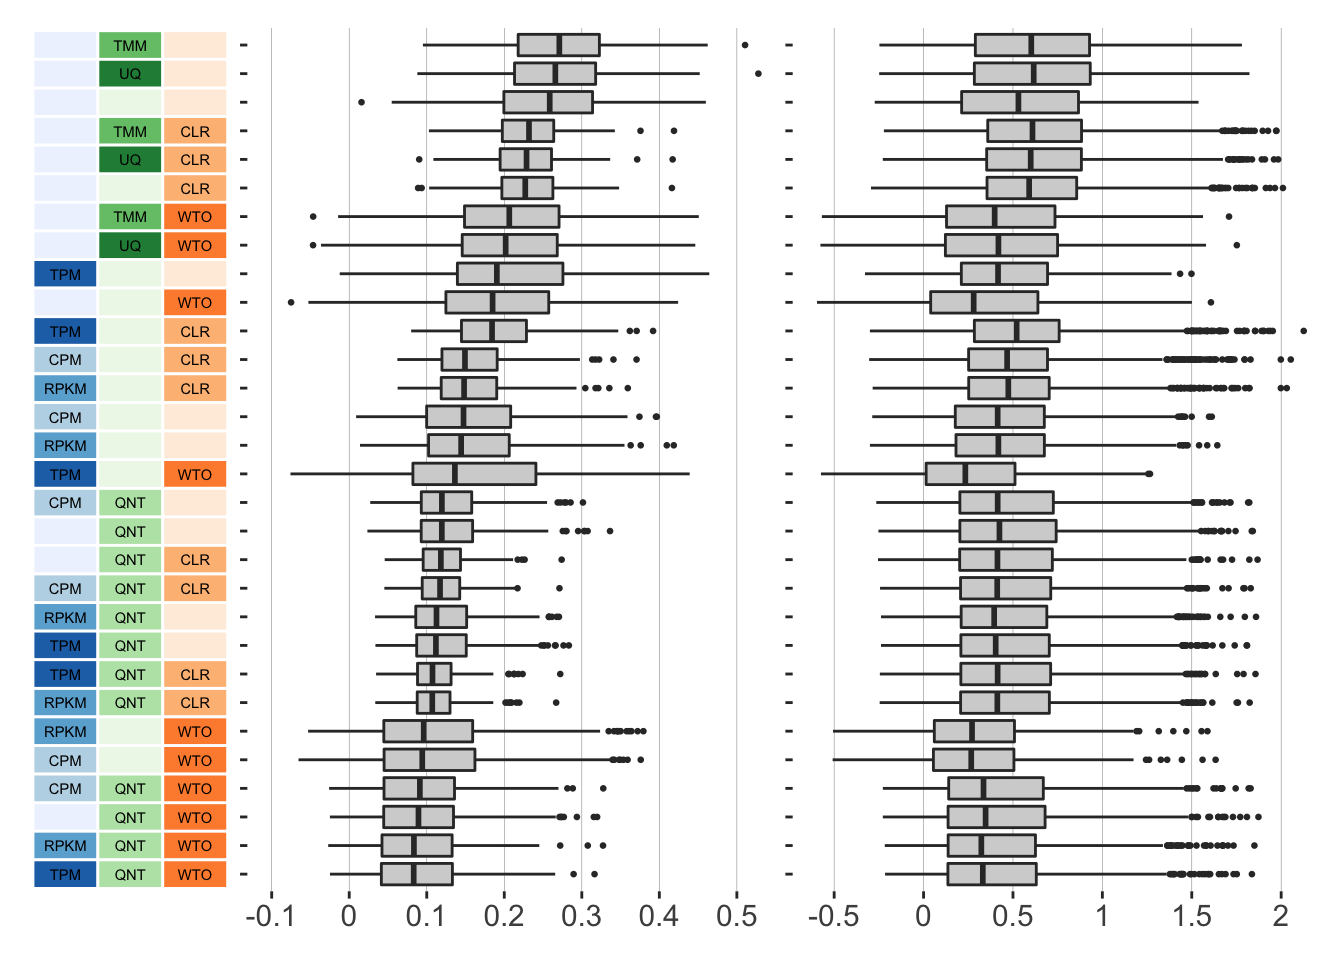 TMM
UQ
TMM CLR
UQ CLR
CLR
TMM WTO
UQ WTO
TPM
WTO
TPM CLR
CPM CLR
RPKM CLR
CPM
RPKM
TPM WTO
CPM QNT
QNT
QNT CLR
CPM QNT CLR
RPKM QNT
TPM QNT
TPM QNT CLR
RPKM QNT CLR
RPKM WTO
CPM WTO
CPM QNT WTO
QNT WTO
RPKM QNT WTO
TPM QNT WTO
-0.1 0 0.1 0.2 0.3 0.4 0.5 -0.5 0 0.5 1 1.5 2